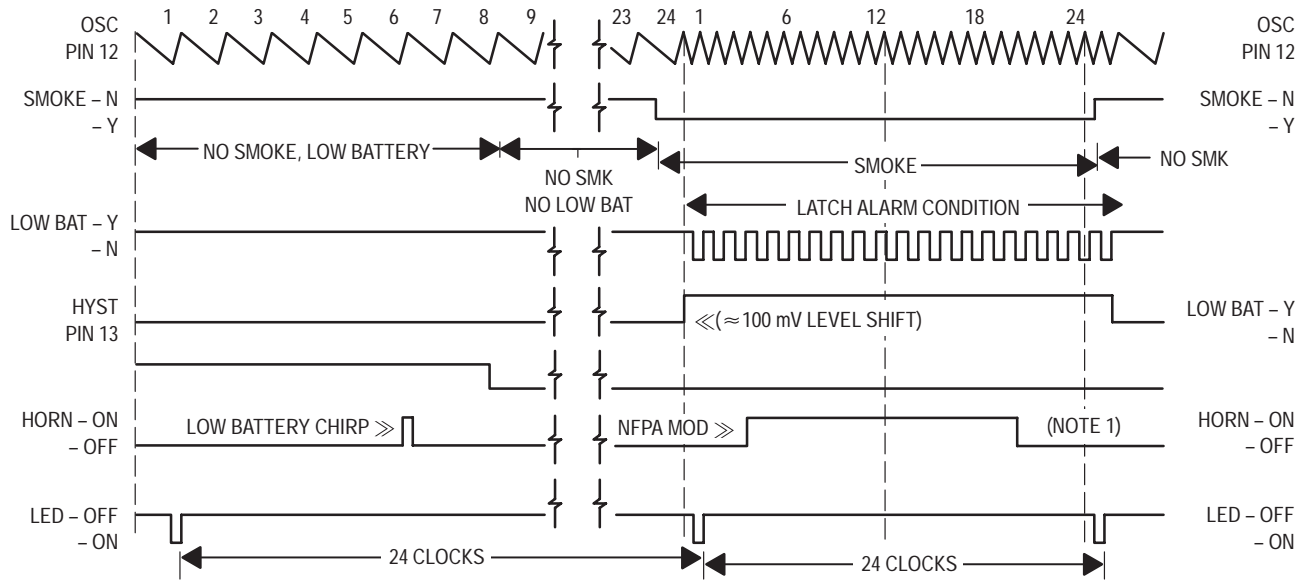 1 2 3 4 5 6 7 8 9 23 24 1 6 12 18 24
OSC
PIN 12
OSC
PIN 12
SMOKE – N
– Y
SMOKE – N
– Y
NO SMOKE, LOW BATTERY
NO SMK
NO LOW BAT
SMOKE
NO SMK
LATCH ALARM CONDITION
LOW BAT – Y
– N
HYST
PIN 13
≪(≈100 mV LEVEL SHIFT)
LOW BAT – Y
– N
HORN – ON
– OFF
LOW BATTERY CHIRP ≫
NFPA MOD ≫
(NOTE 1)
HORN – ON
– OFF
LED – OFF
– ON
24 CLOCKS
24 CLOCKS
LED – OFF
– ON